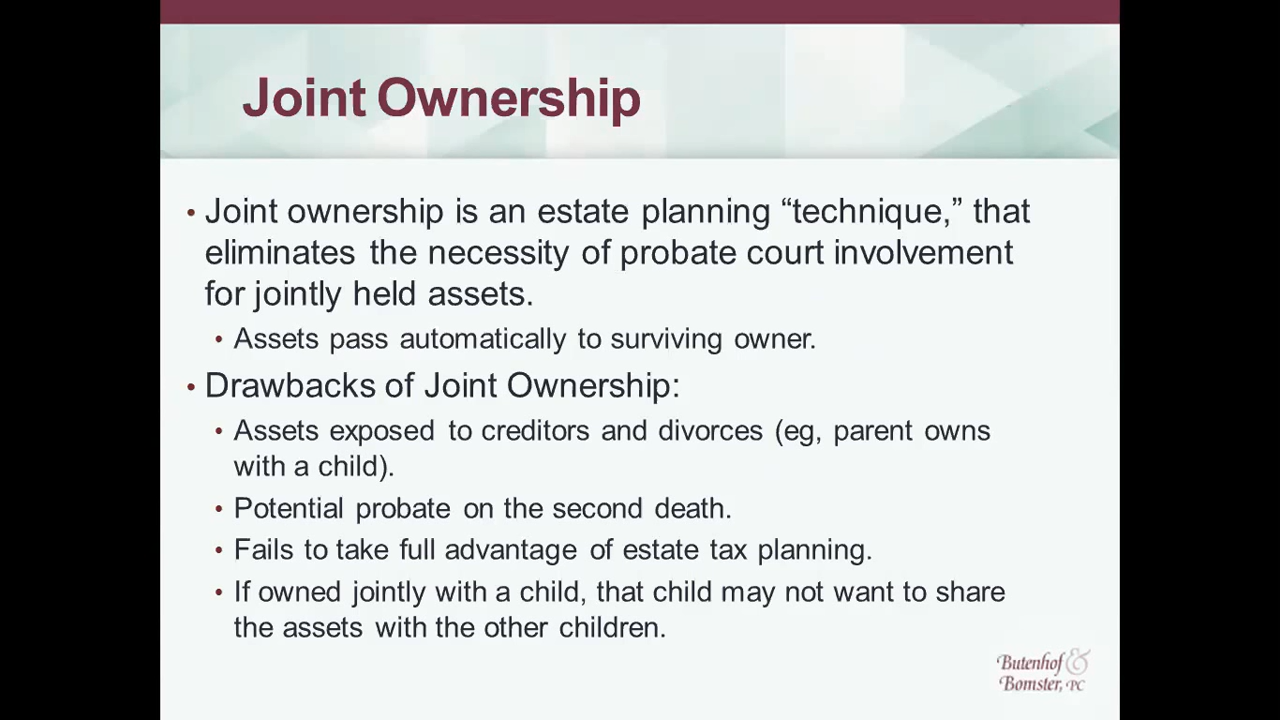 Joint Ownership
• Joint ownership is an estate planning “technique,” that
eliminates the necessity of probate court involvement
for jointly held assets.
• Assets pass automatically to surviving owner.
• Drawbacks of Joint Ownership:
• Assets exposed to creditors and divorces (eg, parent owns
with a child).
• Potential probate on the second death.
• Fails to take full advantage of estate tax planning.
• If owned jointly with a child, that child may not want to share
the assets with the other children.
Butenhof &
Bomster, PC